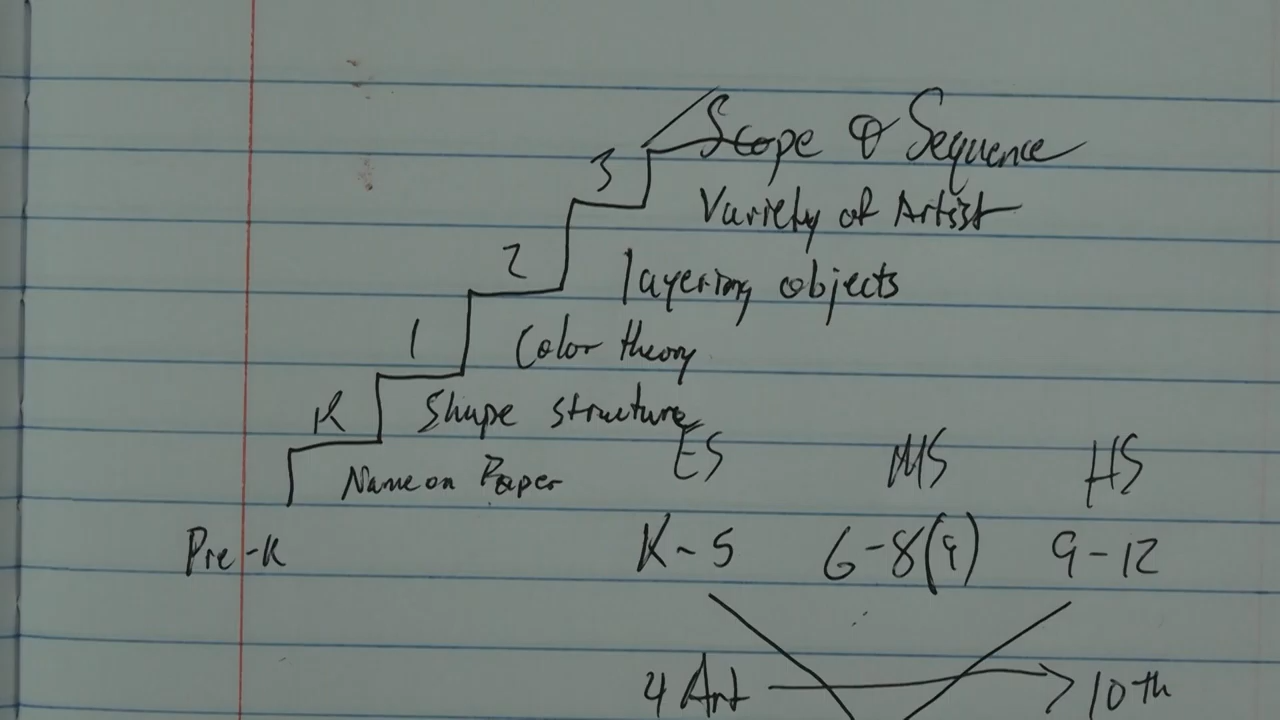 Scope & Sequence
3
Variety of Artist
2
layering objects
1
Color theory
K
Shape structure
Name on Paper
Pre-K
ES MS HS
K-5 6-8(9) 9-12
4 Art → 10th